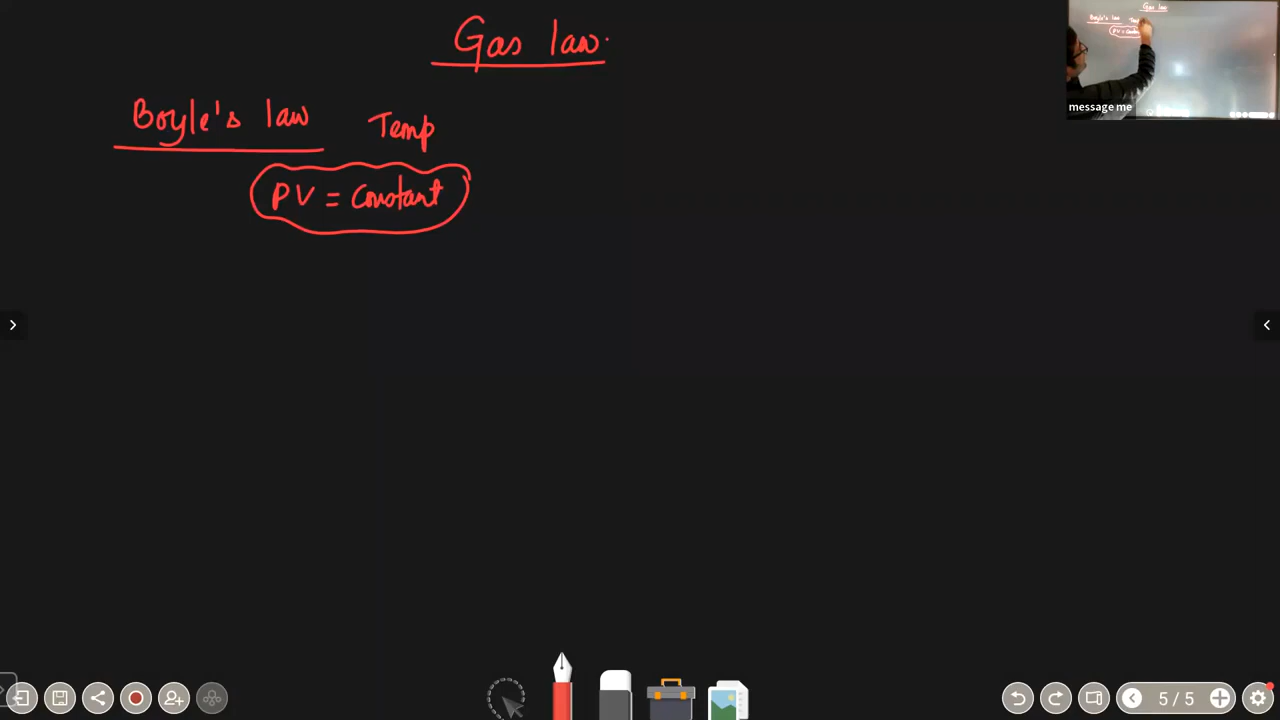 Gas law.
Boyle's law Temp
PV = Constant
message me
5 / 5